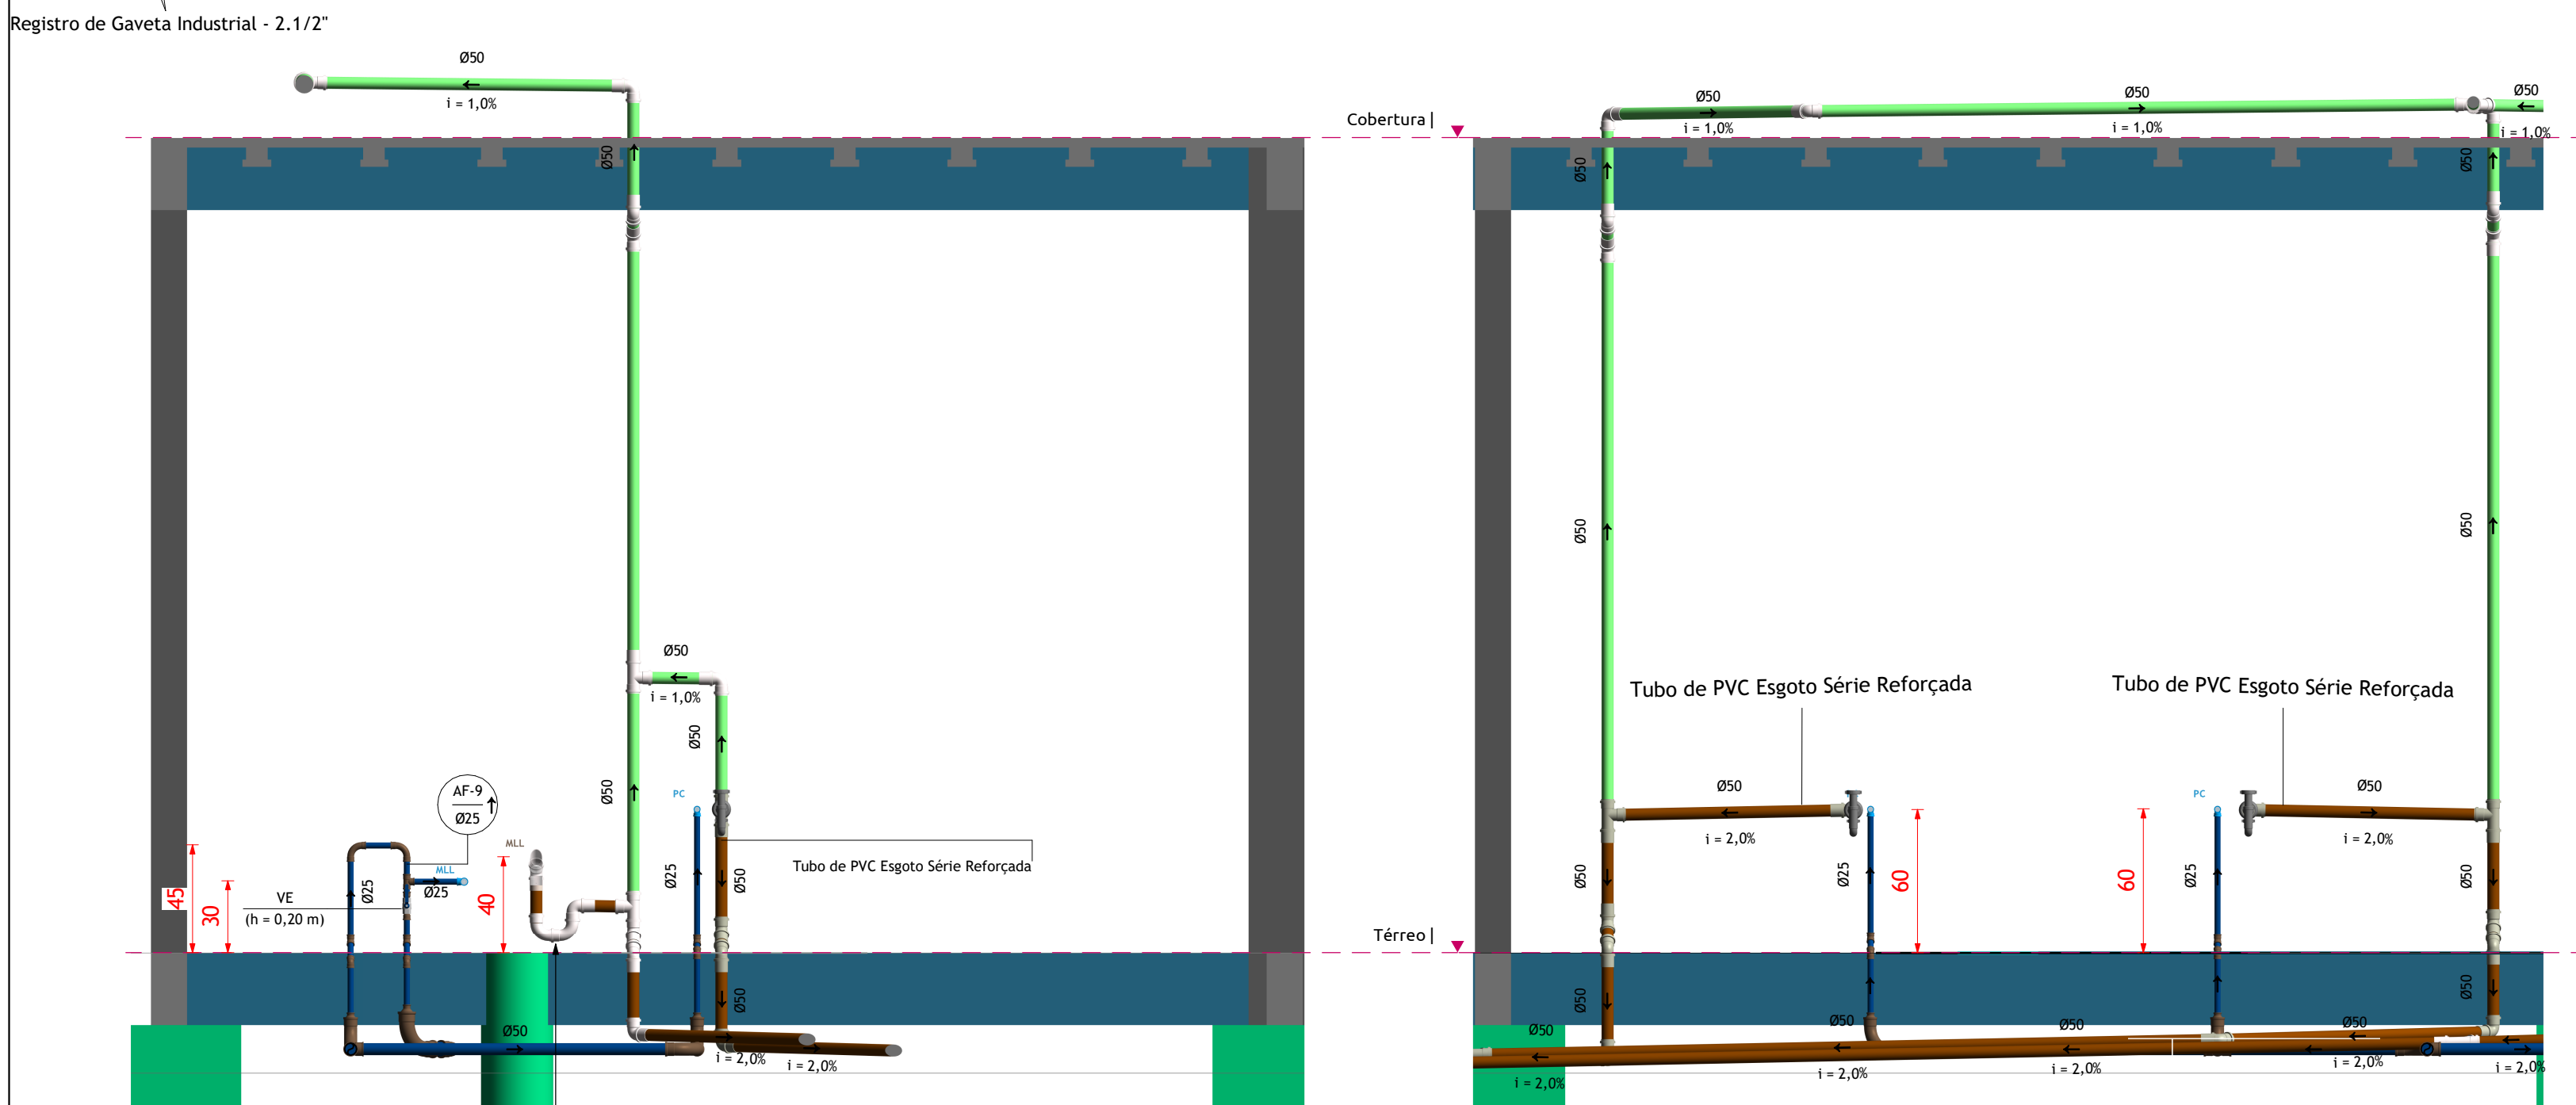 Registro de Gaveta Industrial - 2.1/2"
Ø50
i = 1,0%
Ø50
Ø50
i = 1,0%
Ø50
Ø50
AF-9
Ø25
MLL
PC
MLL
Ø25
Ø25
45
30
VE
(h = 0,20 m)
40
Ø25
Ø50
Tubo de PVC Esgoto Série Reforçada
Ø50
Ø50
i = 2,0%
i = 2,0%
Cobertura |
Térreo |
Ø50
i = 1,0%
Ø50
i = 1,0%
Ø50
i = 1,0%
Ø50
Ø50
Ø50
Ø50
Tubo de PVC Esgoto Série Reforçada
Tubo de PVC Esgoto Série Reforçada
Ø50
i = 2,0%
PC
Ø50
i = 2,0%
Ø50
Ø25
60
60
Ø25
Ø50
Ø50
Ø50
Ø50
Ø50
Ø50
Ø50
i = 2,0%
i = 2,0%
i = 2,0%
i = 2,0%
i = 2,0%